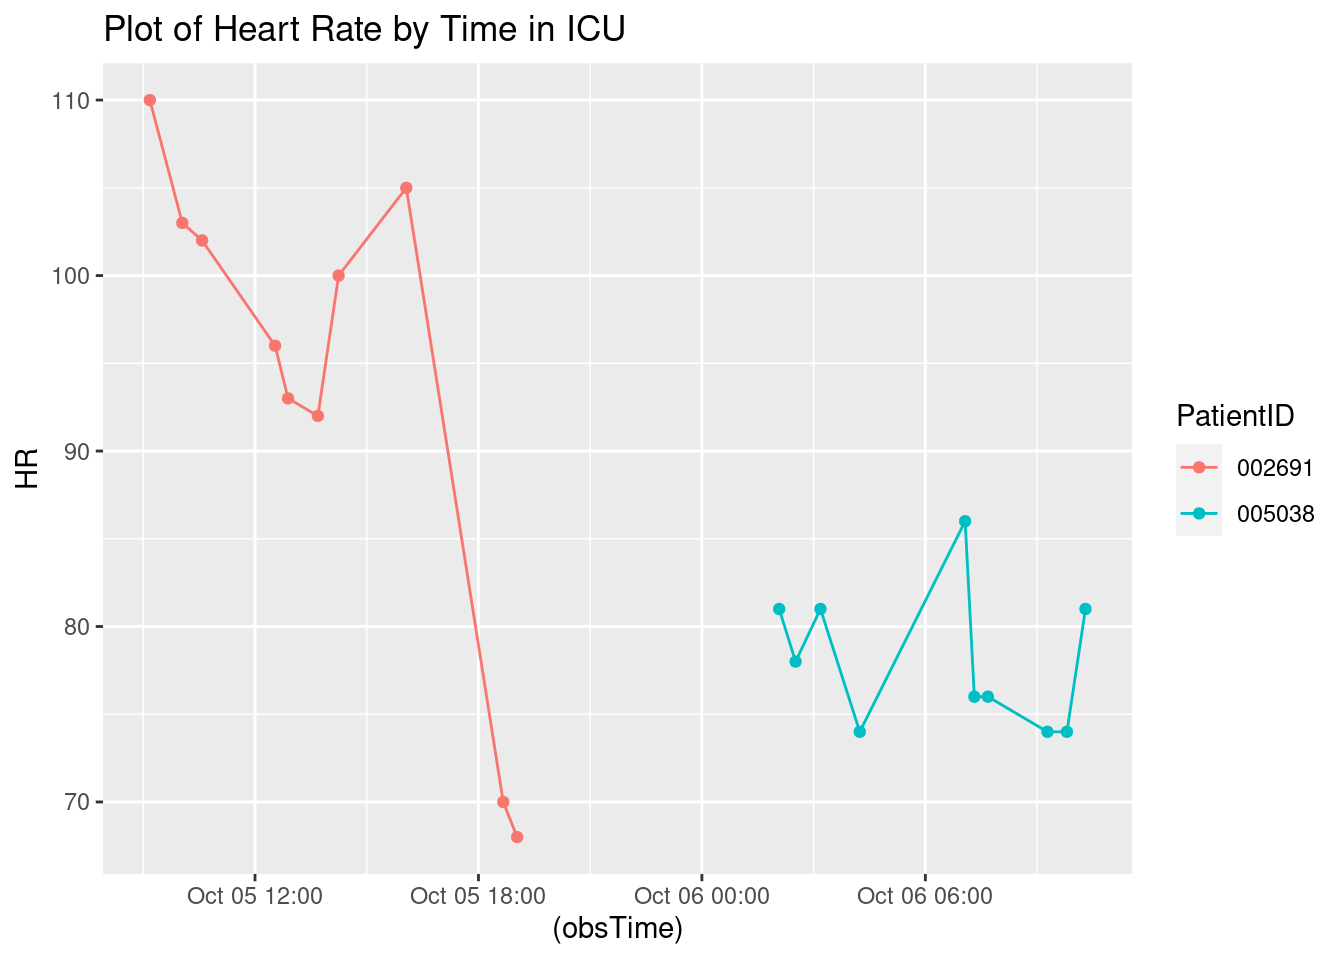 Plot of Heart Rate by Time in ICU
110
100
90
80
70
HR
Oct 05 12:00
Oct 05 18:00
Oct 06 00:00
Oct 06 06:00
(obsTime)
PatientID
002691
005038